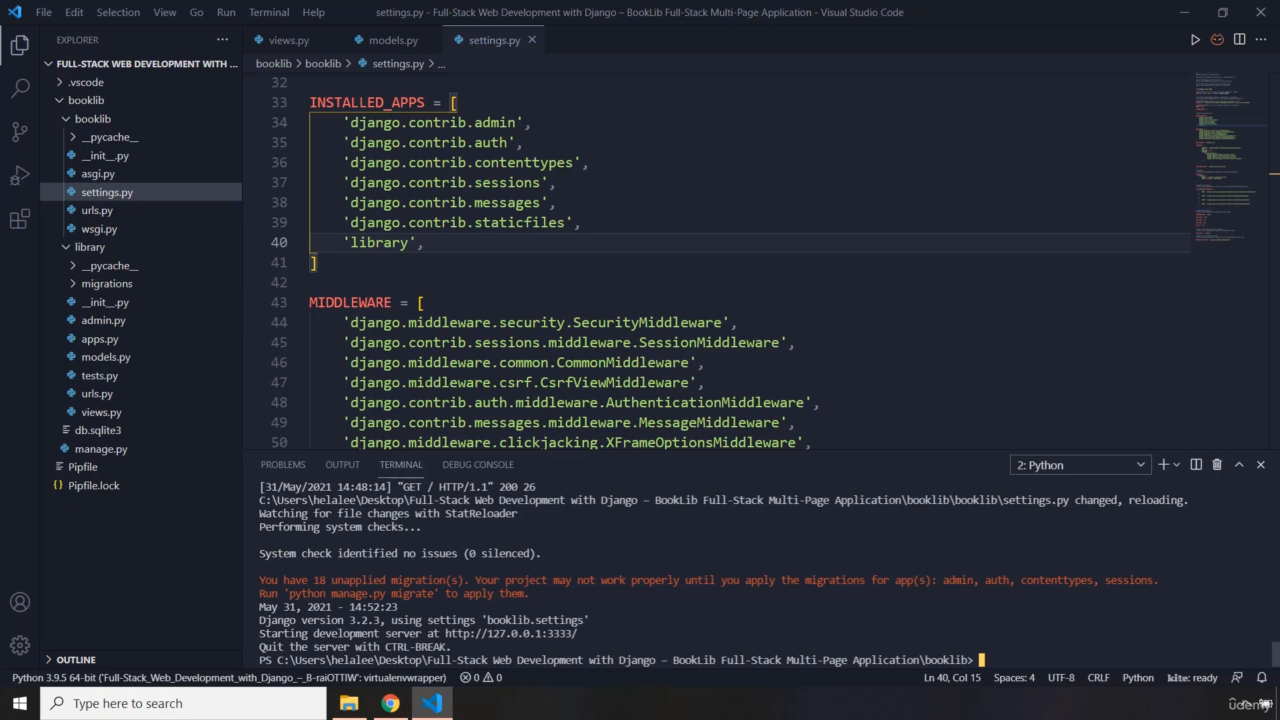 File Edit Selection View Go Run Terminal Help settings.py - Full-Stack Web Development with Django – BookLib Full-Stack Multi-Page Application - Visual Studio Code
EXPLORER ...
views.py models.py settings.py
booklib > booklib > settings.py > ...
FULL-STACK WEB DEVELOPMENT WITH ...
.vscode
booklib
booklib
__pycache__
__init__.py
asgi.py
settings.py
urls.py
wsgi.py
library
__pycache__
migrations
__init__.py
admin.py
apps.py
models.py
tests.py
urls.py
views.py
db.sqlite3
manage.py
Pipfile
{} Pipfile.lock
OUTLINE
32
33 INSTALLED_APPS = [
34 'django.contrib.admin',
35 'django.contrib.auth',
36 'django.contrib.contenttypes',
37 'django.contrib.sessions',
38 'django.contrib.messages',
39 'django.contrib.staticfiles',
40 'library',
41 ]
42
43 MIDDLEWARE = [
44 'django.middleware.security.SecurityMiddleware',
45 'django.contrib.sessions.middleware.SessionMiddleware',
46 'django.middleware.common.CommonMiddleware',
47 'django.middleware.csrf.CsrfViewMiddleware',
48 'django.contrib.auth.middleware.AuthenticationMiddleware',
49 'django.contrib.messages.middleware.MessageMiddleware',
50 'django.middleware.clickjacking.XFrameOptionsMiddleware',
PROBLEMS OUTPUT TERMINAL DEBUG CONSOLE 2: Python
[31/May/2021 14:48:14] "GET / HTTP/1.1" 200 26
C:\Users\helalee\Desktop\Full-Stack Web Development with Django – BookLib Full-Stack Multi-Page Application\booklib\booklib\settings.py changed, reloading.
Watching for file changes with StatReloader
Performing system checks...
System check identified no issues (0 silenced).
You have 18 unapplied migration(s). Your project may not work properly until you apply the migrations for app(s): admin, auth, contenttypes, sessions.
Run 'python manage.py migrate' to apply them.
May 31, 2021 - 14:52:23
Django version 3.2.3, using settings 'booklib.settings'
Starting development server at http://127.0.0.1:3333/
Quit the server with CTRL-BREAK.
PS C:\Users\helalee\Desktop\Full-Stack Web Development with Django – BookLib Full-Stack Multi-Page Application\booklib>
Python 3.9.5 64-bit ('Full-Stack_Web_Development_with_Django_–_B-raiOTTIW': virtualenvwrapper) 0 0 Ln 40, Col 15 Spaces: 4 UTF-8 CRLF Python kite: ready
Type here to search
udemy